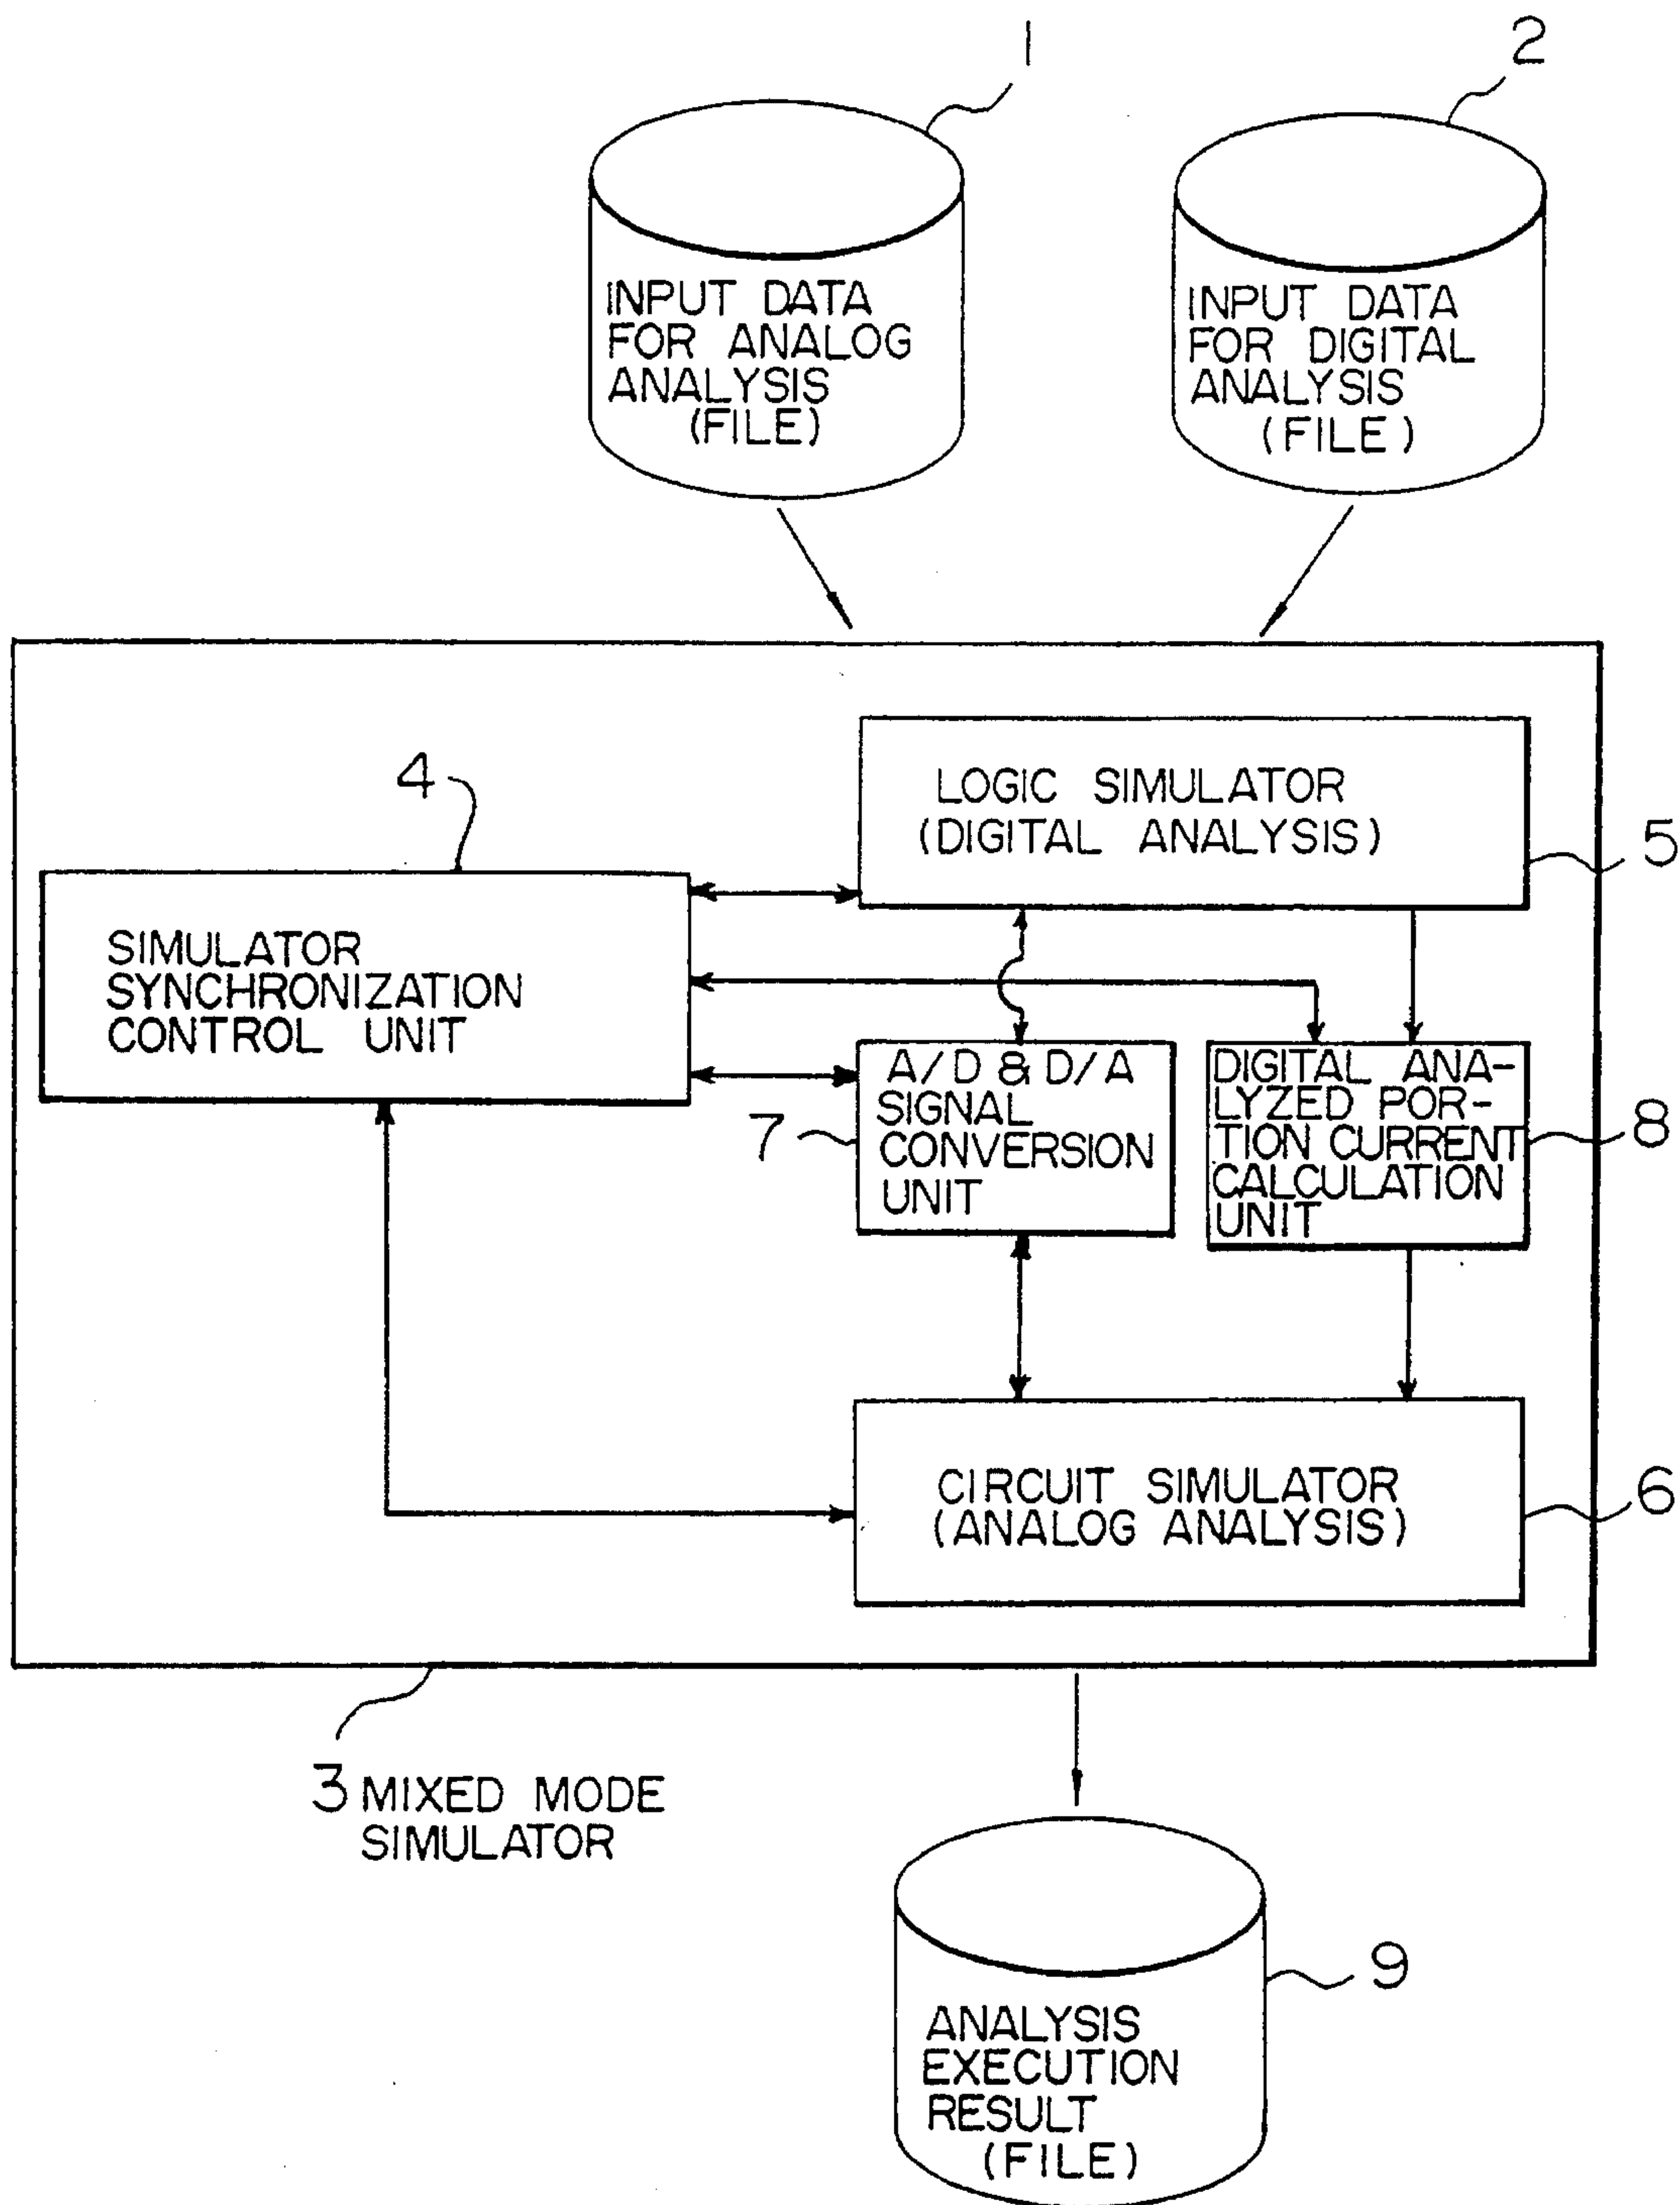 1
2
INPUT DATA
FOR ANALOG
ANALYSIS
(FILE)
INPUT DATA
FOR DIGITAL
ANALYSIS
(FILE)
LOGIC SIMULATOR
(DIGITAL ANALYSIS)
4
5
SIMULATOR
SYNCHRONIZATION
CONTROL UNIT
A/D & D/A
SIGNAL
CONVERSION
UNIT
7
DIGITAL ANA-
LYZED POR-
TION CURRENT
CALCULATION
UNIT
8
CIRCUIT SIMULATOR
(ANALOG ANALYSIS)
6
3 MIXED MODE
SIMULATOR
9
ANALYSIS
EXECUTION
RESULT
(FILE)